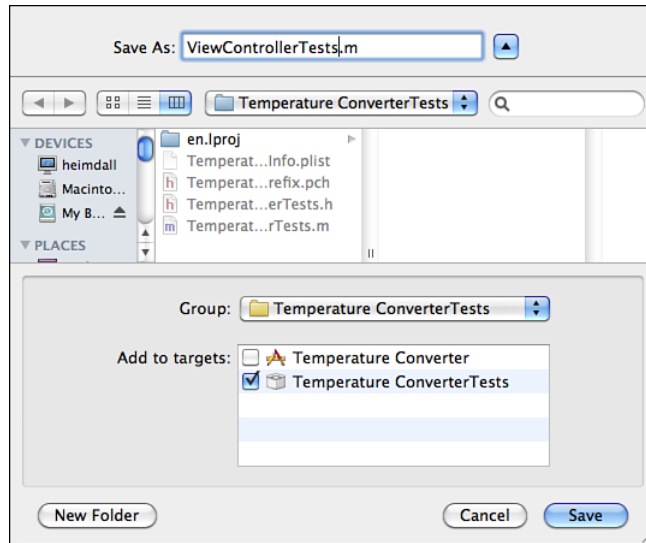 Save As: ViewControllerTests.m
Temperature ConverterTests
DEVICES
heimdall
Macinto...
My B...
PLACES
en.lproj
Temperat...Info.plist
Temperat...refix.pch
Temperat...erTests.h
Temperat...rTests.m
Group: Temperature ConverterTests
Add to targets: Temperature Converter
Temperature ConverterTests
New Folder Cancel Save